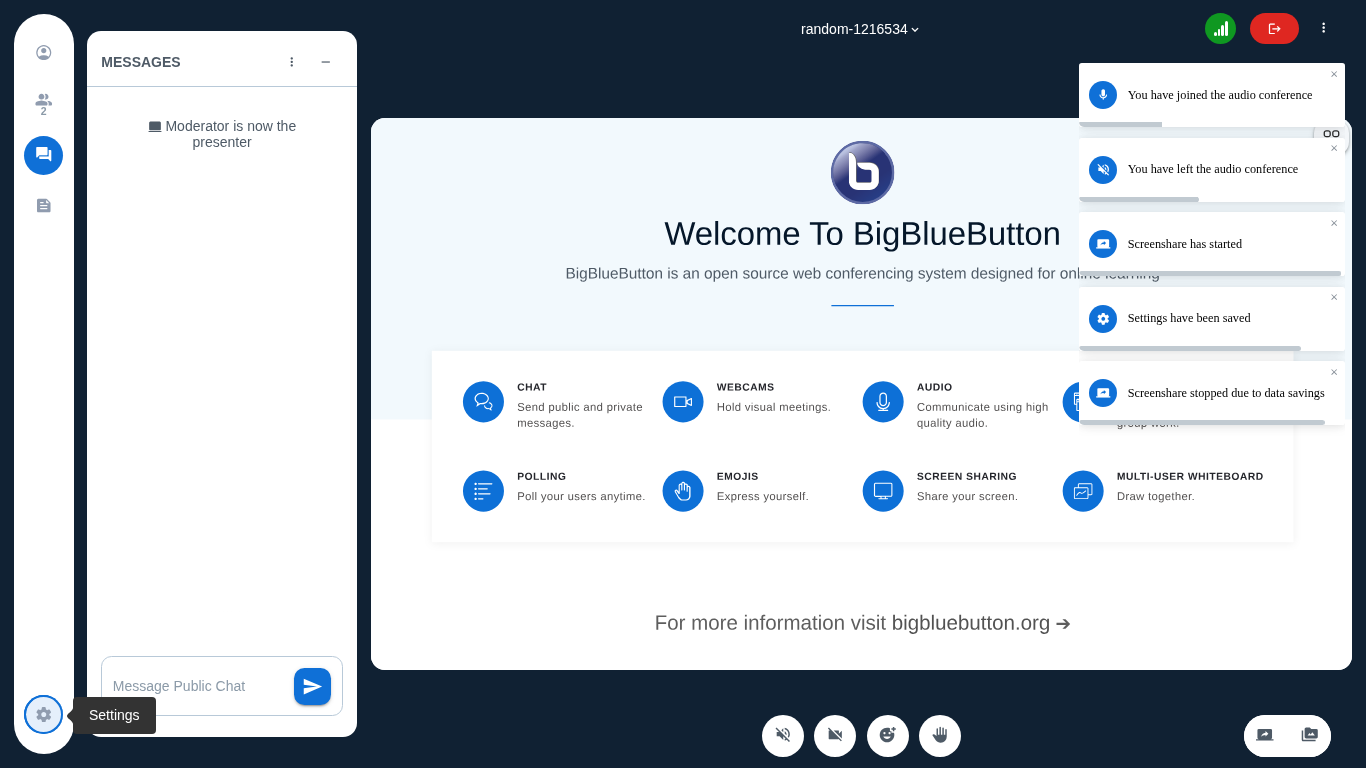 random-1216534
MESSAGES
2
Moderator is now the
presenter
Message Public Chat
Settings
Welcome To BigBlueButton
BigBlueButton is an open source web conferencing system designed for online learning
CHAT
Send public and private
messages.
WEBCAMS
Hold visual meetings.
AUDIO
Communicate using high
quality audio.
group work.
POLLING
Poll your users anytime.
EMOJIS
Express yourself.
SCREEN SHARING
Share your screen.
MULTI-USER WHITEBOARD
Draw together.
For more information visit bigbluebutton.org ➔
You have joined the audio conference
You have left the audio conference
Screenshare has started
Settings have been saved
Screenshare stopped due to data savings